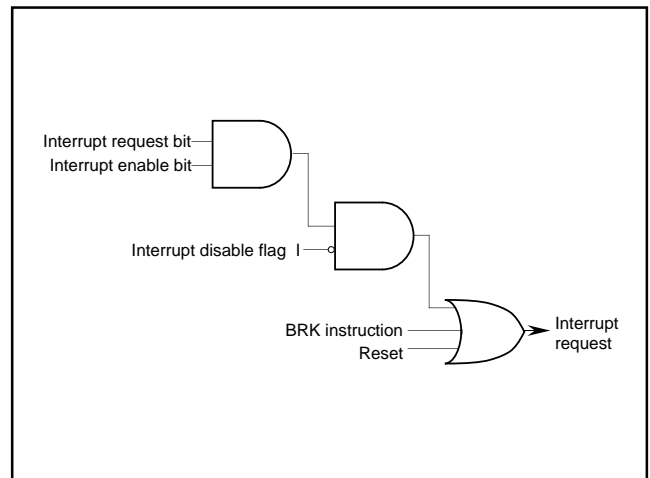 Interrupt request bit
Interrupt enable bit
Interrupt disable flag I
BRK instruction
Reset
Interrupt
request